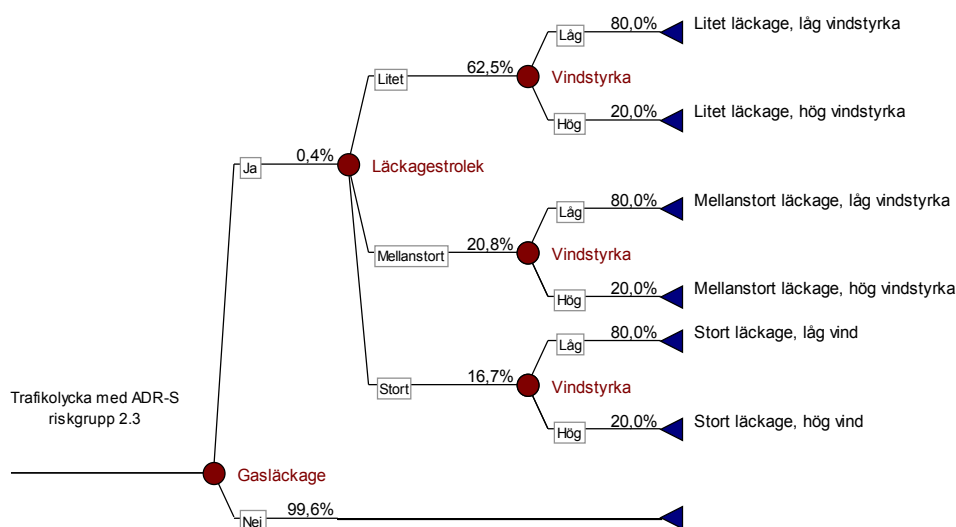 Låg
80,0%
Litet läckage, låg vindstyrka
Litet
62,5%
Vindstyrka
Hög
20,0%
Litet läckage, hög vindstyrka
Ja
0,4%
Läckagestrolek
Låg
80,0%
Mellanstort läckage, låg vindstyrka
Mellanstort
20,8%
Vindstyrka
Hög
20,0%
Mellanstort läckage, hög vindstyrka
Låg
80,0%
Stort läckage, låg vind
Stort
16,7%
Vindstyrka
Hög
20,0%
Stort läckage, hög vind
Trafikolycka med ADR-S
riskgrupp 2.3
Gasläckage
Nej
99,6%